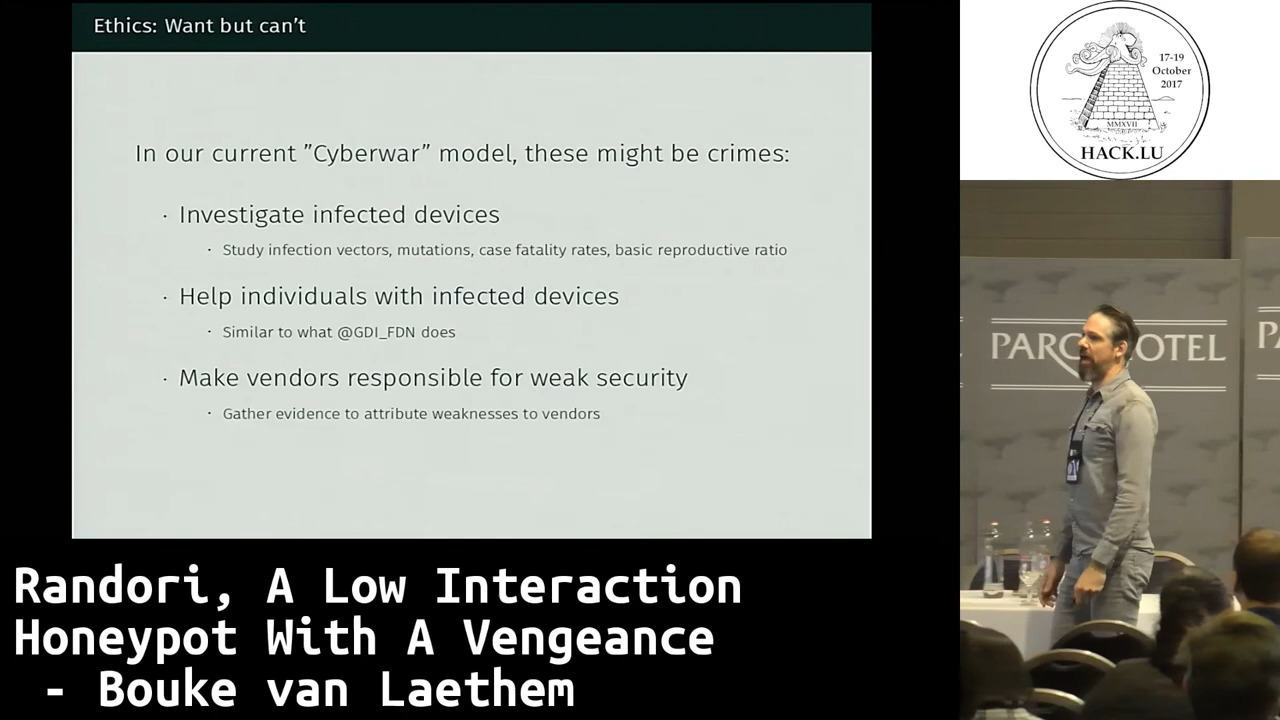 Ethics: Want but can't
In our current "Cyberwar" model, these might be crimes:
· Investigate infected devices
· Study infection vectors, mutations, case fatality rates, basic reproductive ratio
· Help individuals with infected devices
· Similar to what @GDI_FDN does
· Make vendors responsible for weak security
· Gather evidence to attribute weaknesses to vendors
17-19
October
2017
MMXVII
HACK.LU
PARC HOTEL
PA
Randori, A Low Interaction
Honeypot With A Vengeance
- Bouke van Laethem